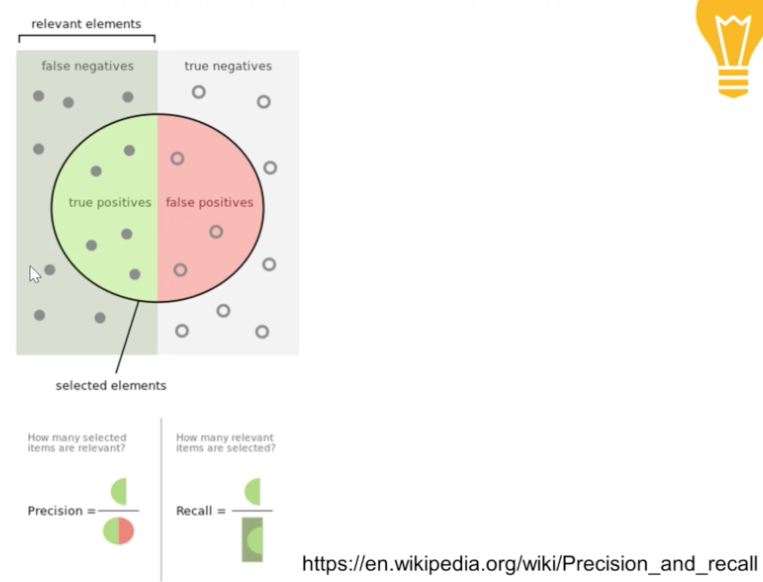 relevant elements
false negatives
true negatives
true positives
false positives
selected elements
How many selected
items are relevant?
Precision =
How many relevant
items are selected?
Recall =
https://en.wikipedia.org/wiki/Precision_and_recall